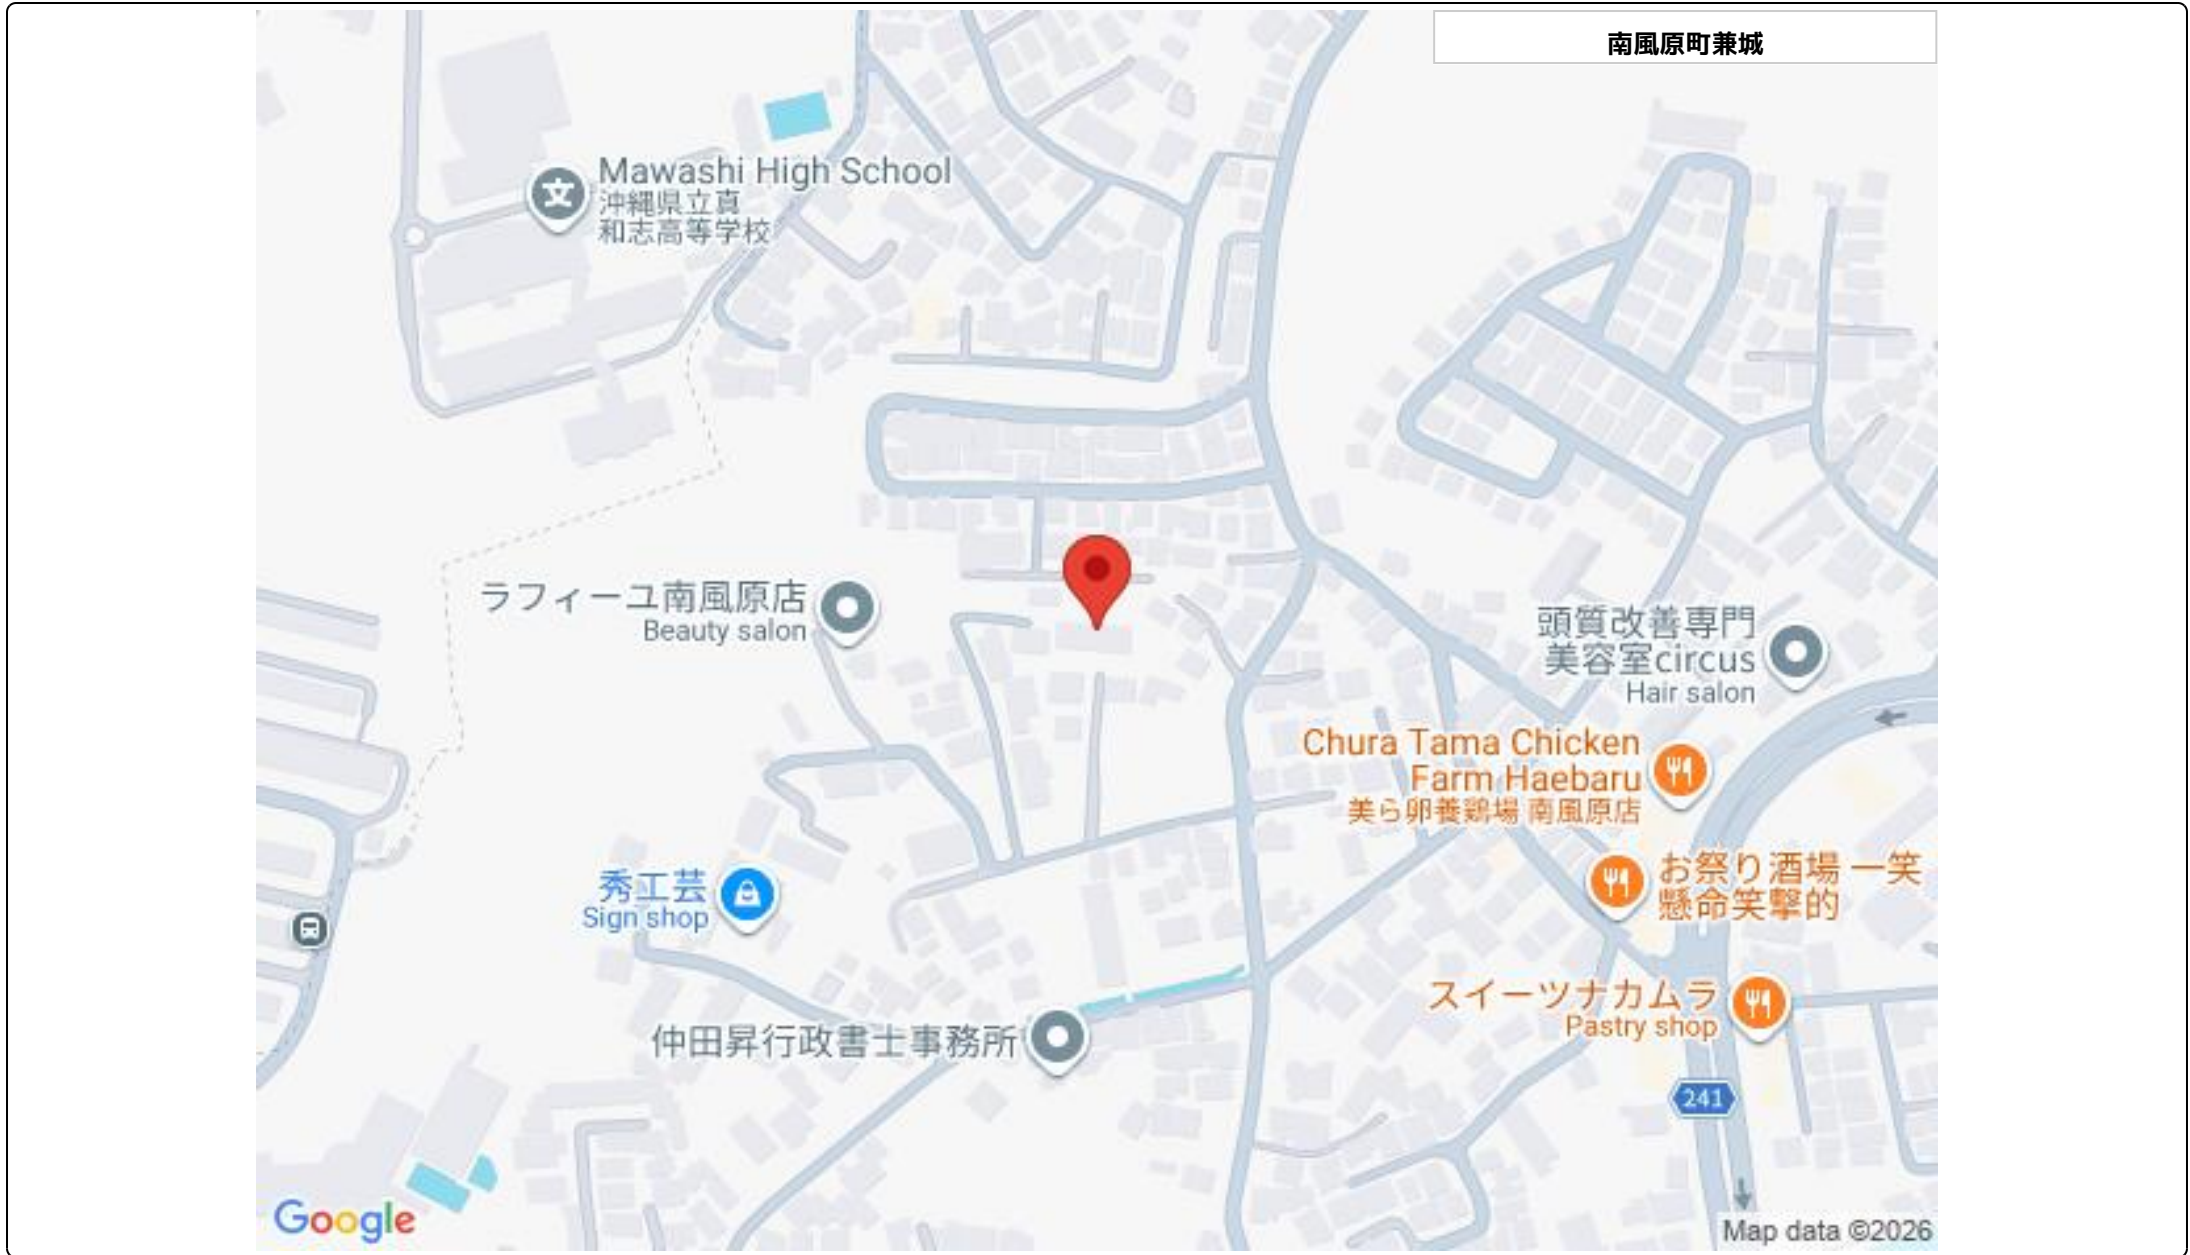 南風原町兼城
文
Mawashi High School
沖縄県立真
和志高等学校
ラフィーユ南風原店
Beauty salon
頭質改善専門
美容室circus
Hair salon
Chura Tama Chicken
Farm Haebaru
美ら卵養鶏場 南風原店
お祭り酒場 一笑
懸命笑撃的
秀工芸
Sign shop
スイーツナカムラ
Pastry shop
仲田昇行政書士事務所
241
Google
Map data ©2026